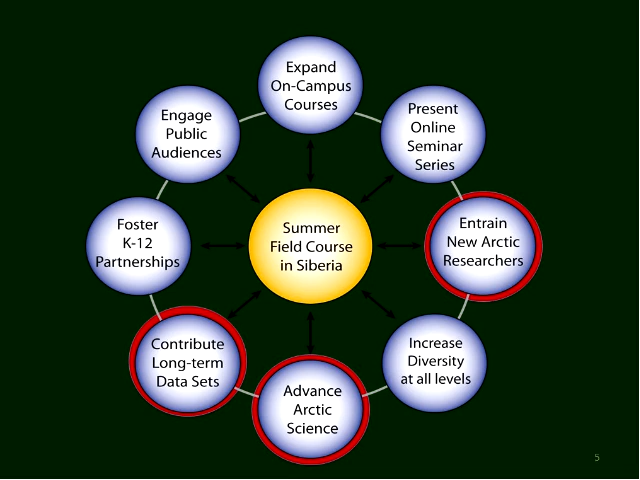 Expand
On-Campus
Courses
Present
Online
Seminar
Series
Entrain
New Arctic
Researchers
Increase
Diversity
at all levels
Advance
Arctic
Science
Contribute
Long-term
Data Sets
Foster
K-12
Partnerships
Engage
Public
Audiences
Summer
Field Course
in Siberia
5